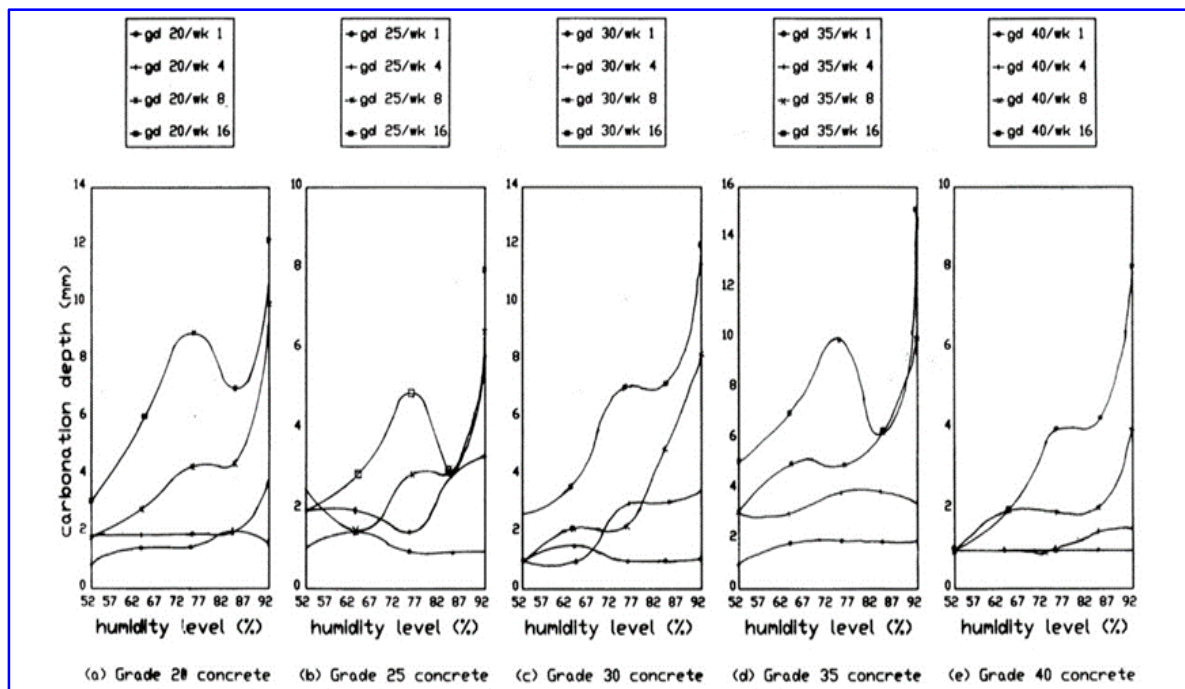 gd 20/wk 1
gd 20/wk 4
gd 20/wk 8
gd 20/wk 16
gd 25/wk 1
gd 25/wk 4
gd 25/wk 8
gd 25/wk 16
gd 30/wk 1
gd 30/wk 4
gd 30/wk 8
gd 30/wk 16
gd 35/wk 1
gd 35/wk 4
gd 35/wk 8
gd 35/wk 16
gd 40/wk 1
gd 40/wk 4
gd 40/wk 8
gd 40/wk 16
carbonation depth (mm)
14
12
10
8
6
4
2
0
52 57 62 67 72 77 82 87 92
humidity level (%)
(a) Grade 20 concrete
10
8
6
4
2
0
52 57 62 67 72 77 82 87 92
humidity level (%)
(b) Grade 25 concrete
14
12
10
8
6
4
2
0
52 57 62 67 72 77 82 87 92
humidity level (%)
(c) Grade 30 concrete
16
14
12
10
8
6
4
2
0
52 57 62 67 72 77 82 87 92
humidity level (%)
(d) Grade 35 concrete
10
8
6
4
2
0
52 57 62 67 72 77 82 87 92
humidity level (%)
(e) Grade 40 concrete